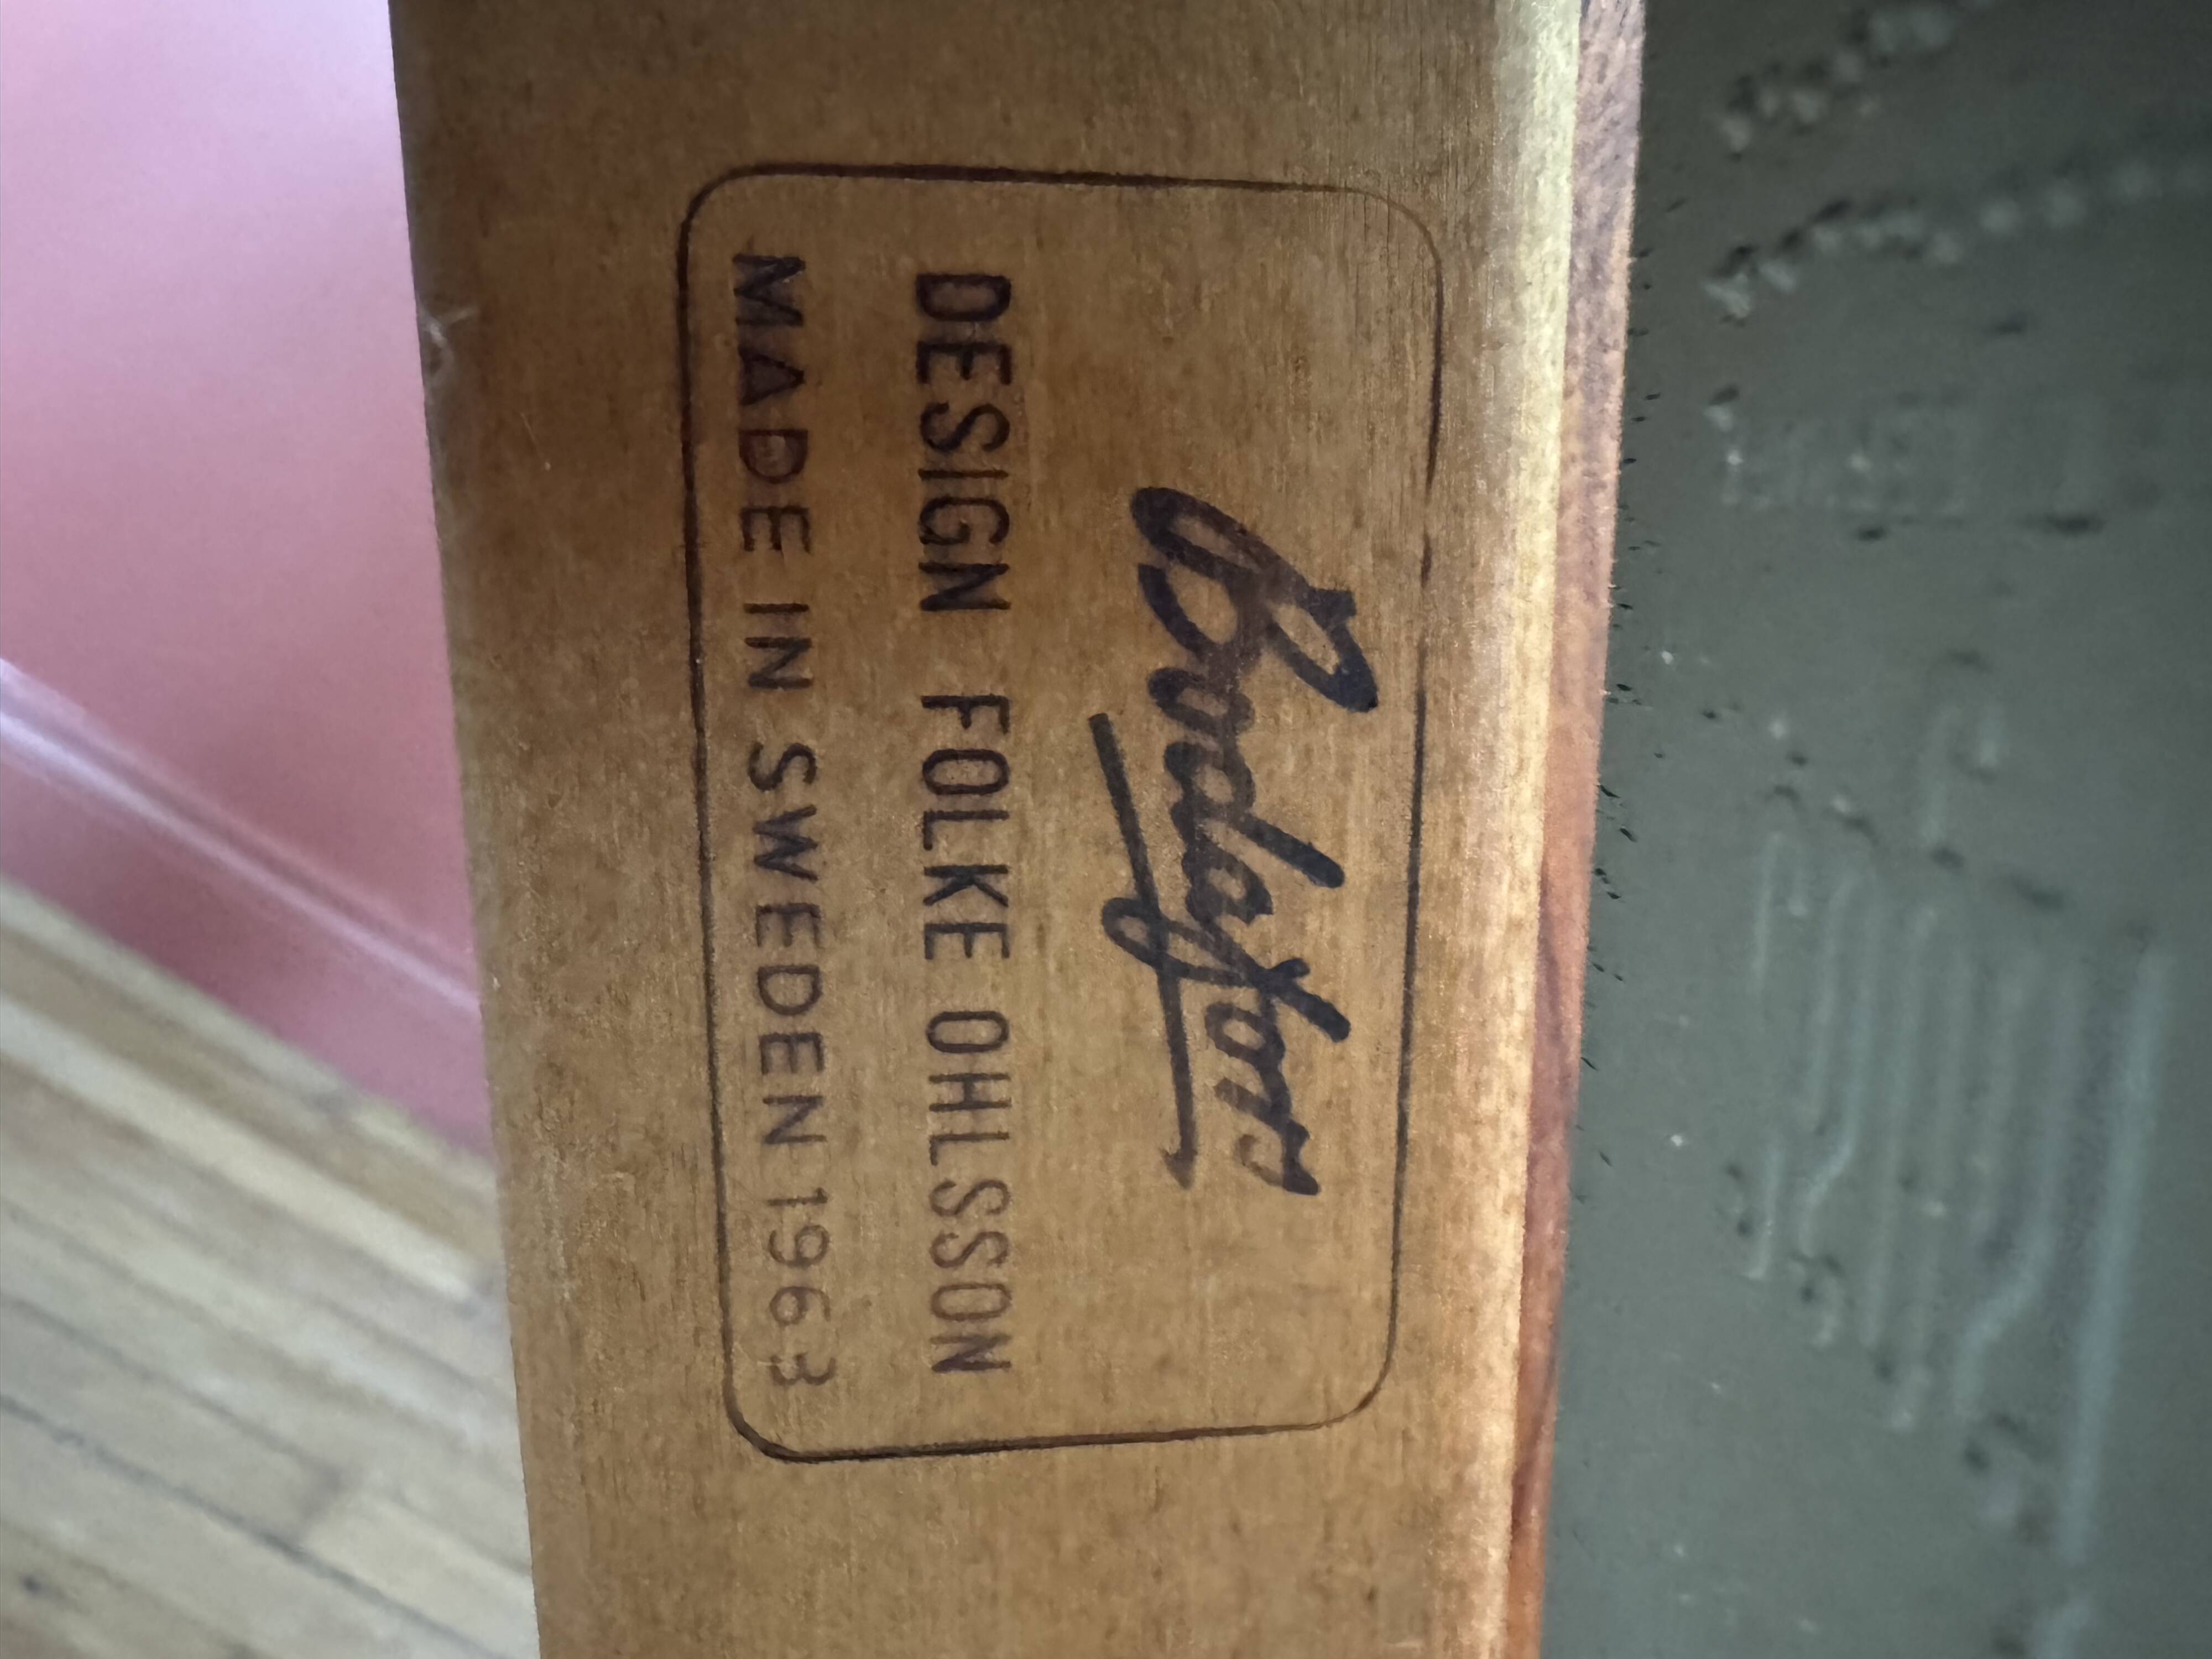 Bodafors
DESIGN FOLKE OHLSSON
MADE IN SWEDEN 1963